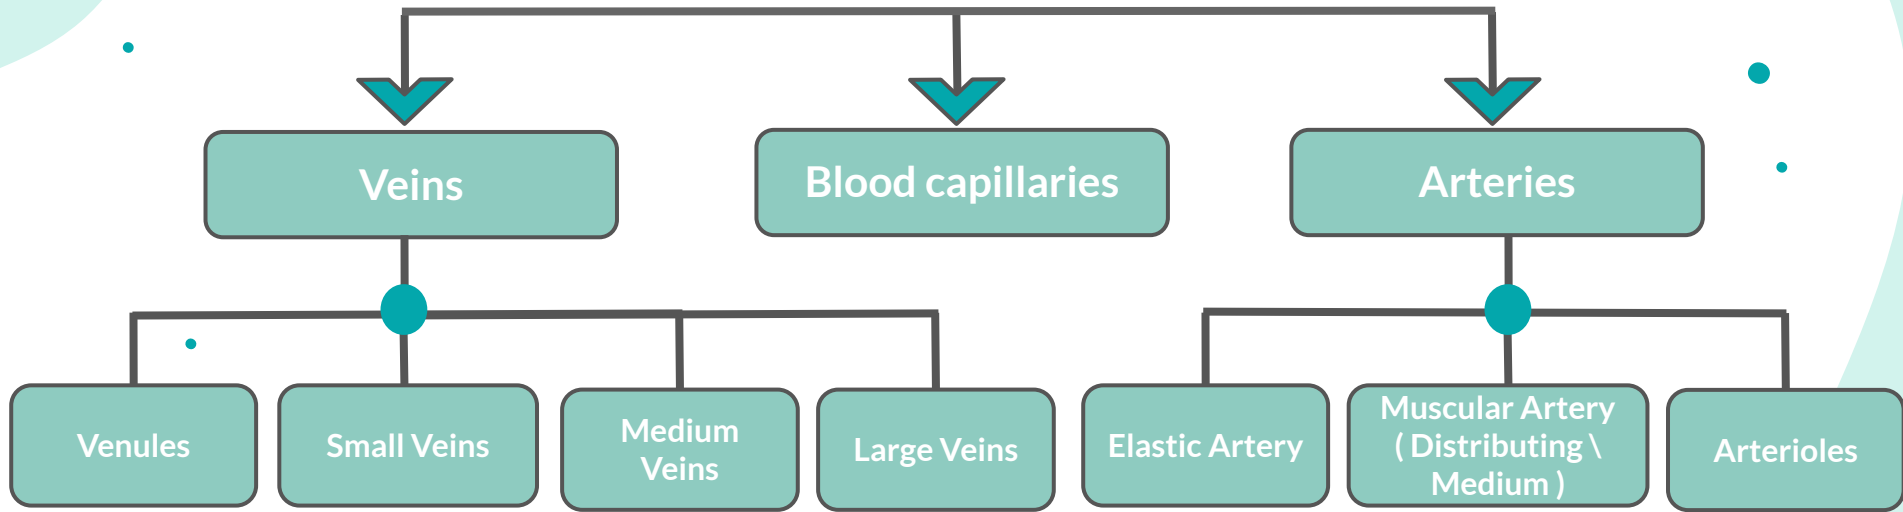 Veins
Blood capillaries
Arteries
Venules
Small Veins
Medium
Veins
Large Veins
Elastic Artery
Muscular Artery
( Distributing \
Medium )
Arterioles